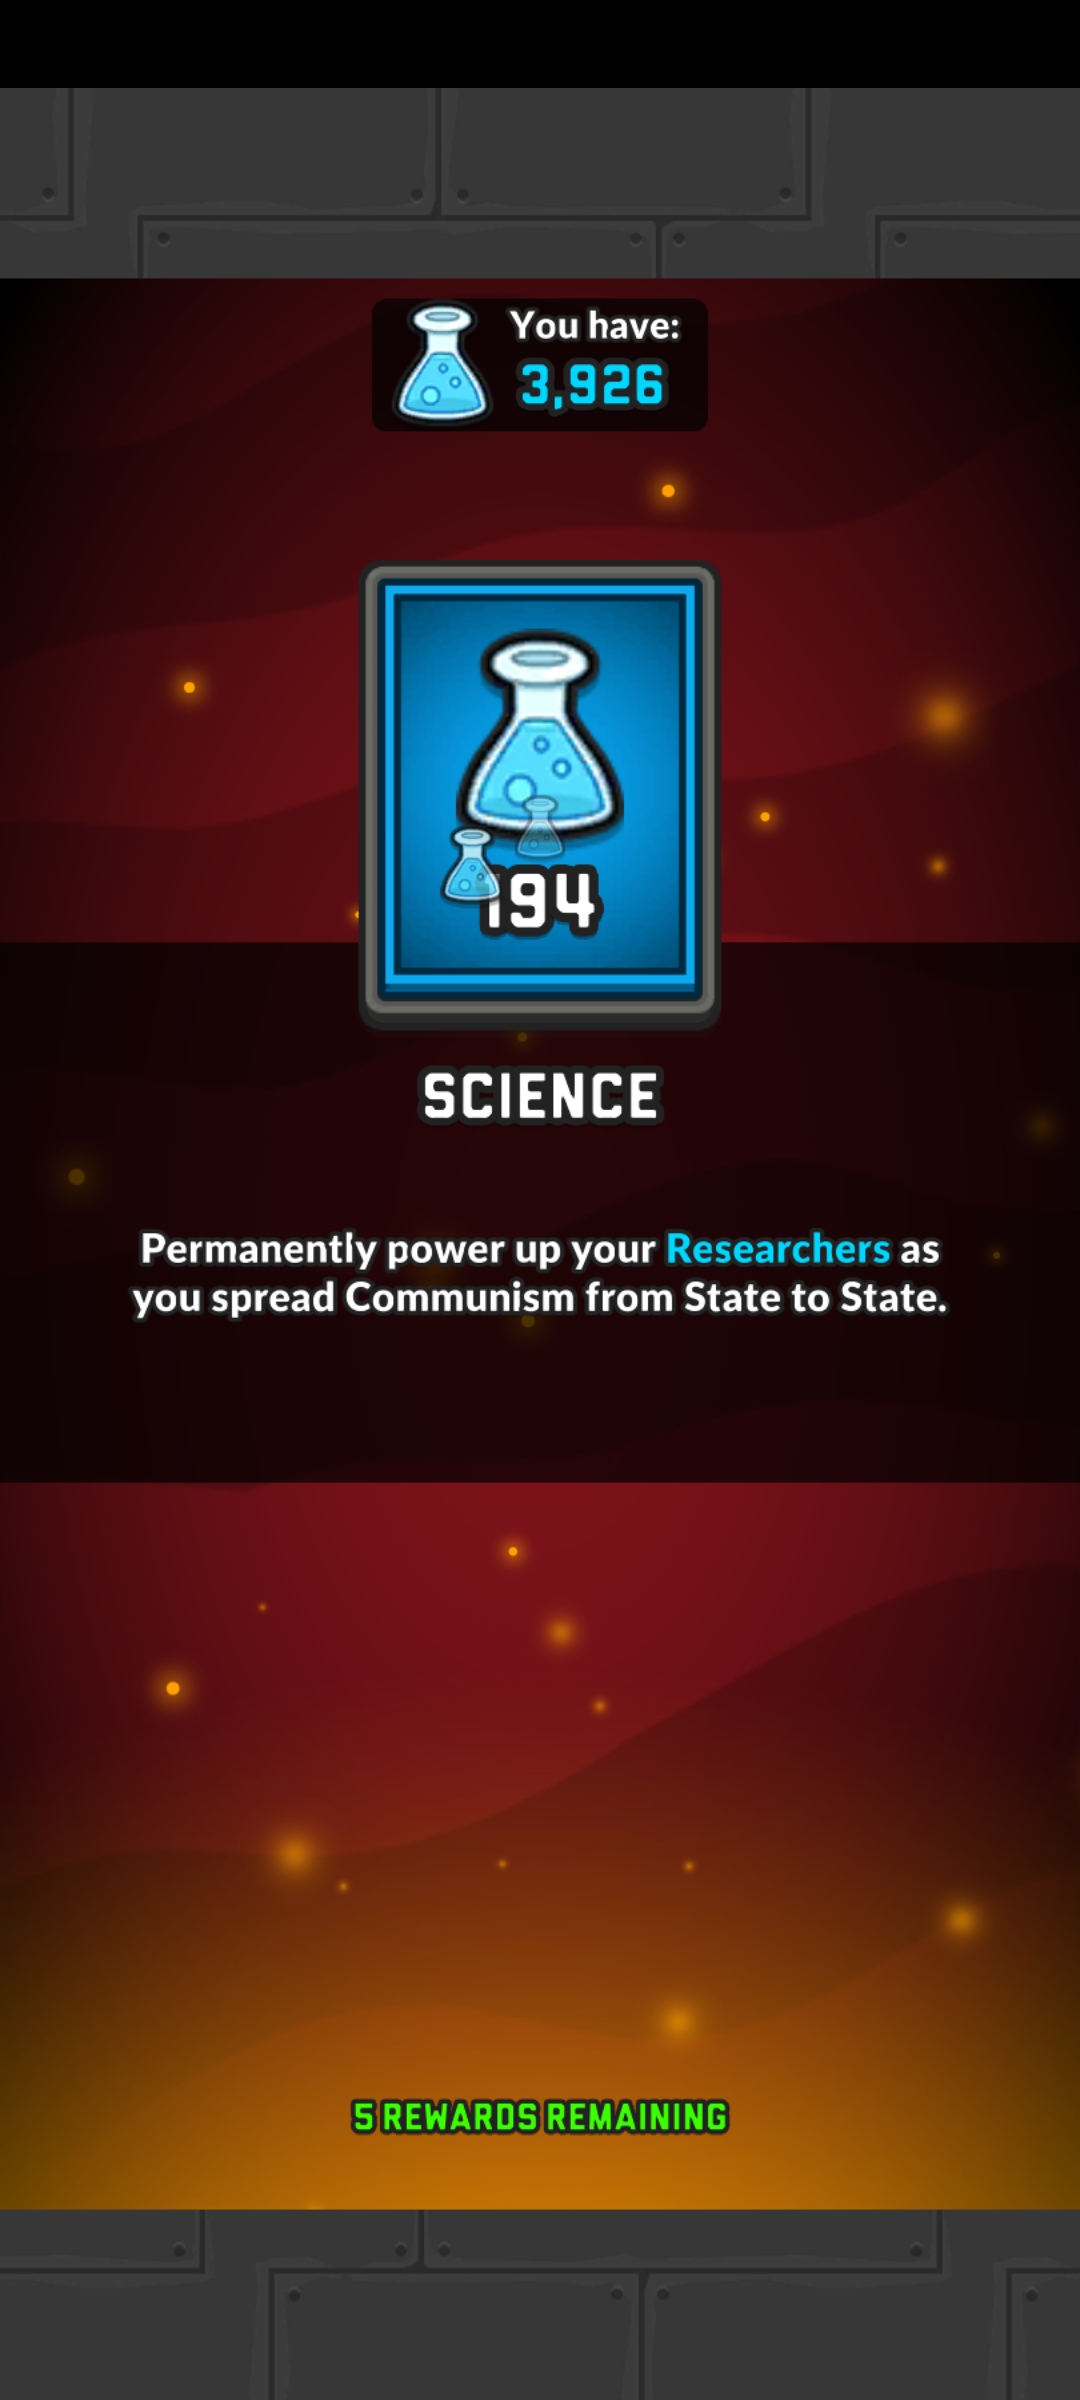 You have:
3,926
194
SCIENCE
Permanently power up your Researchers as
you spread Communism from State to State.
5 REWARDS REMAINING